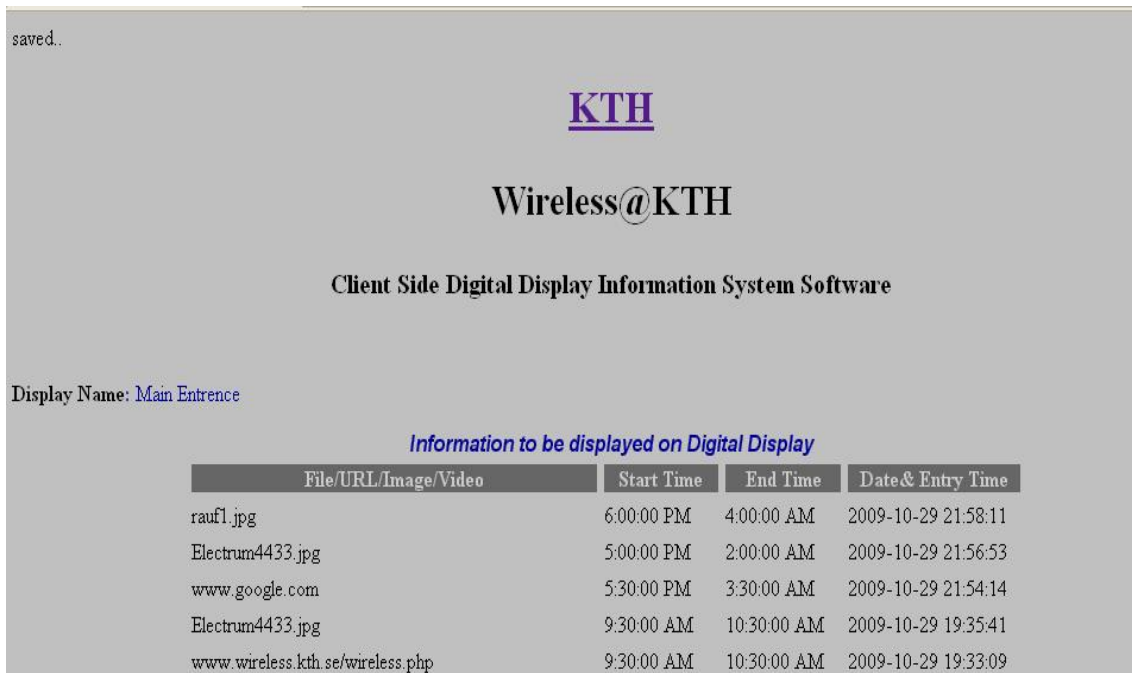 saved..
KTH
Wireless@KTH
Client Side Digital Display Information System Software
Display Name: Main Entrence
Information to be displayed on Digital Display
File/URL/Image/Video Start Time End Time Date& Entry Time
rauf1.jpg 6:00:00 PM 4:00:00 AM 2009-10-29 21:58:11
Electrum4433.jpg 5:00:00 PM 2:00:00 AM 2009-10-29 21:56:53
www.google.com 5:30:00 PM 3:30:00 AM 2009-10-29 21:54:14
Electrum4433.jpg 9:30:00 AM 10:30:00 AM 2009-10-29 19:35:41
www.wireless.kth.se/wireless.php 9:30:00 AM 10:30:00 AM 2009-10-29 19:33:09